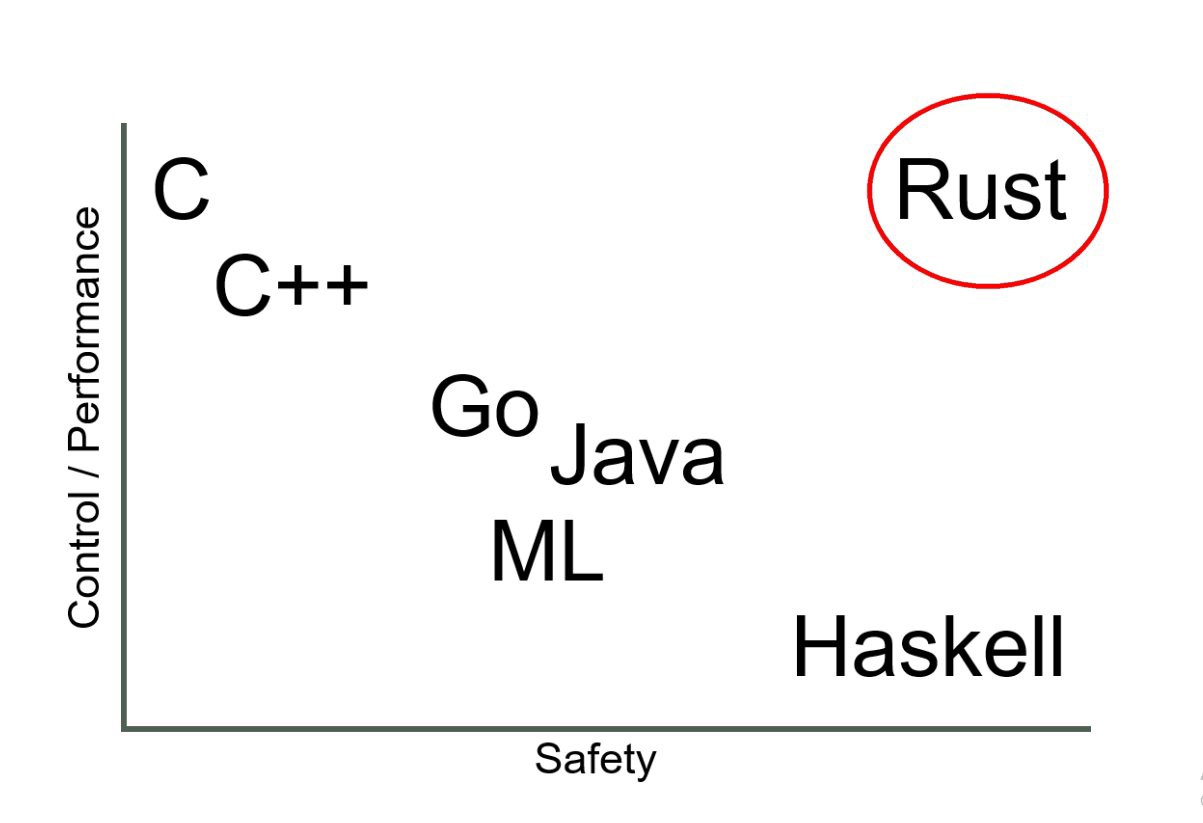 C
Rust
C++
Go
Java
ML
Haskell
Control / Performance
Safety